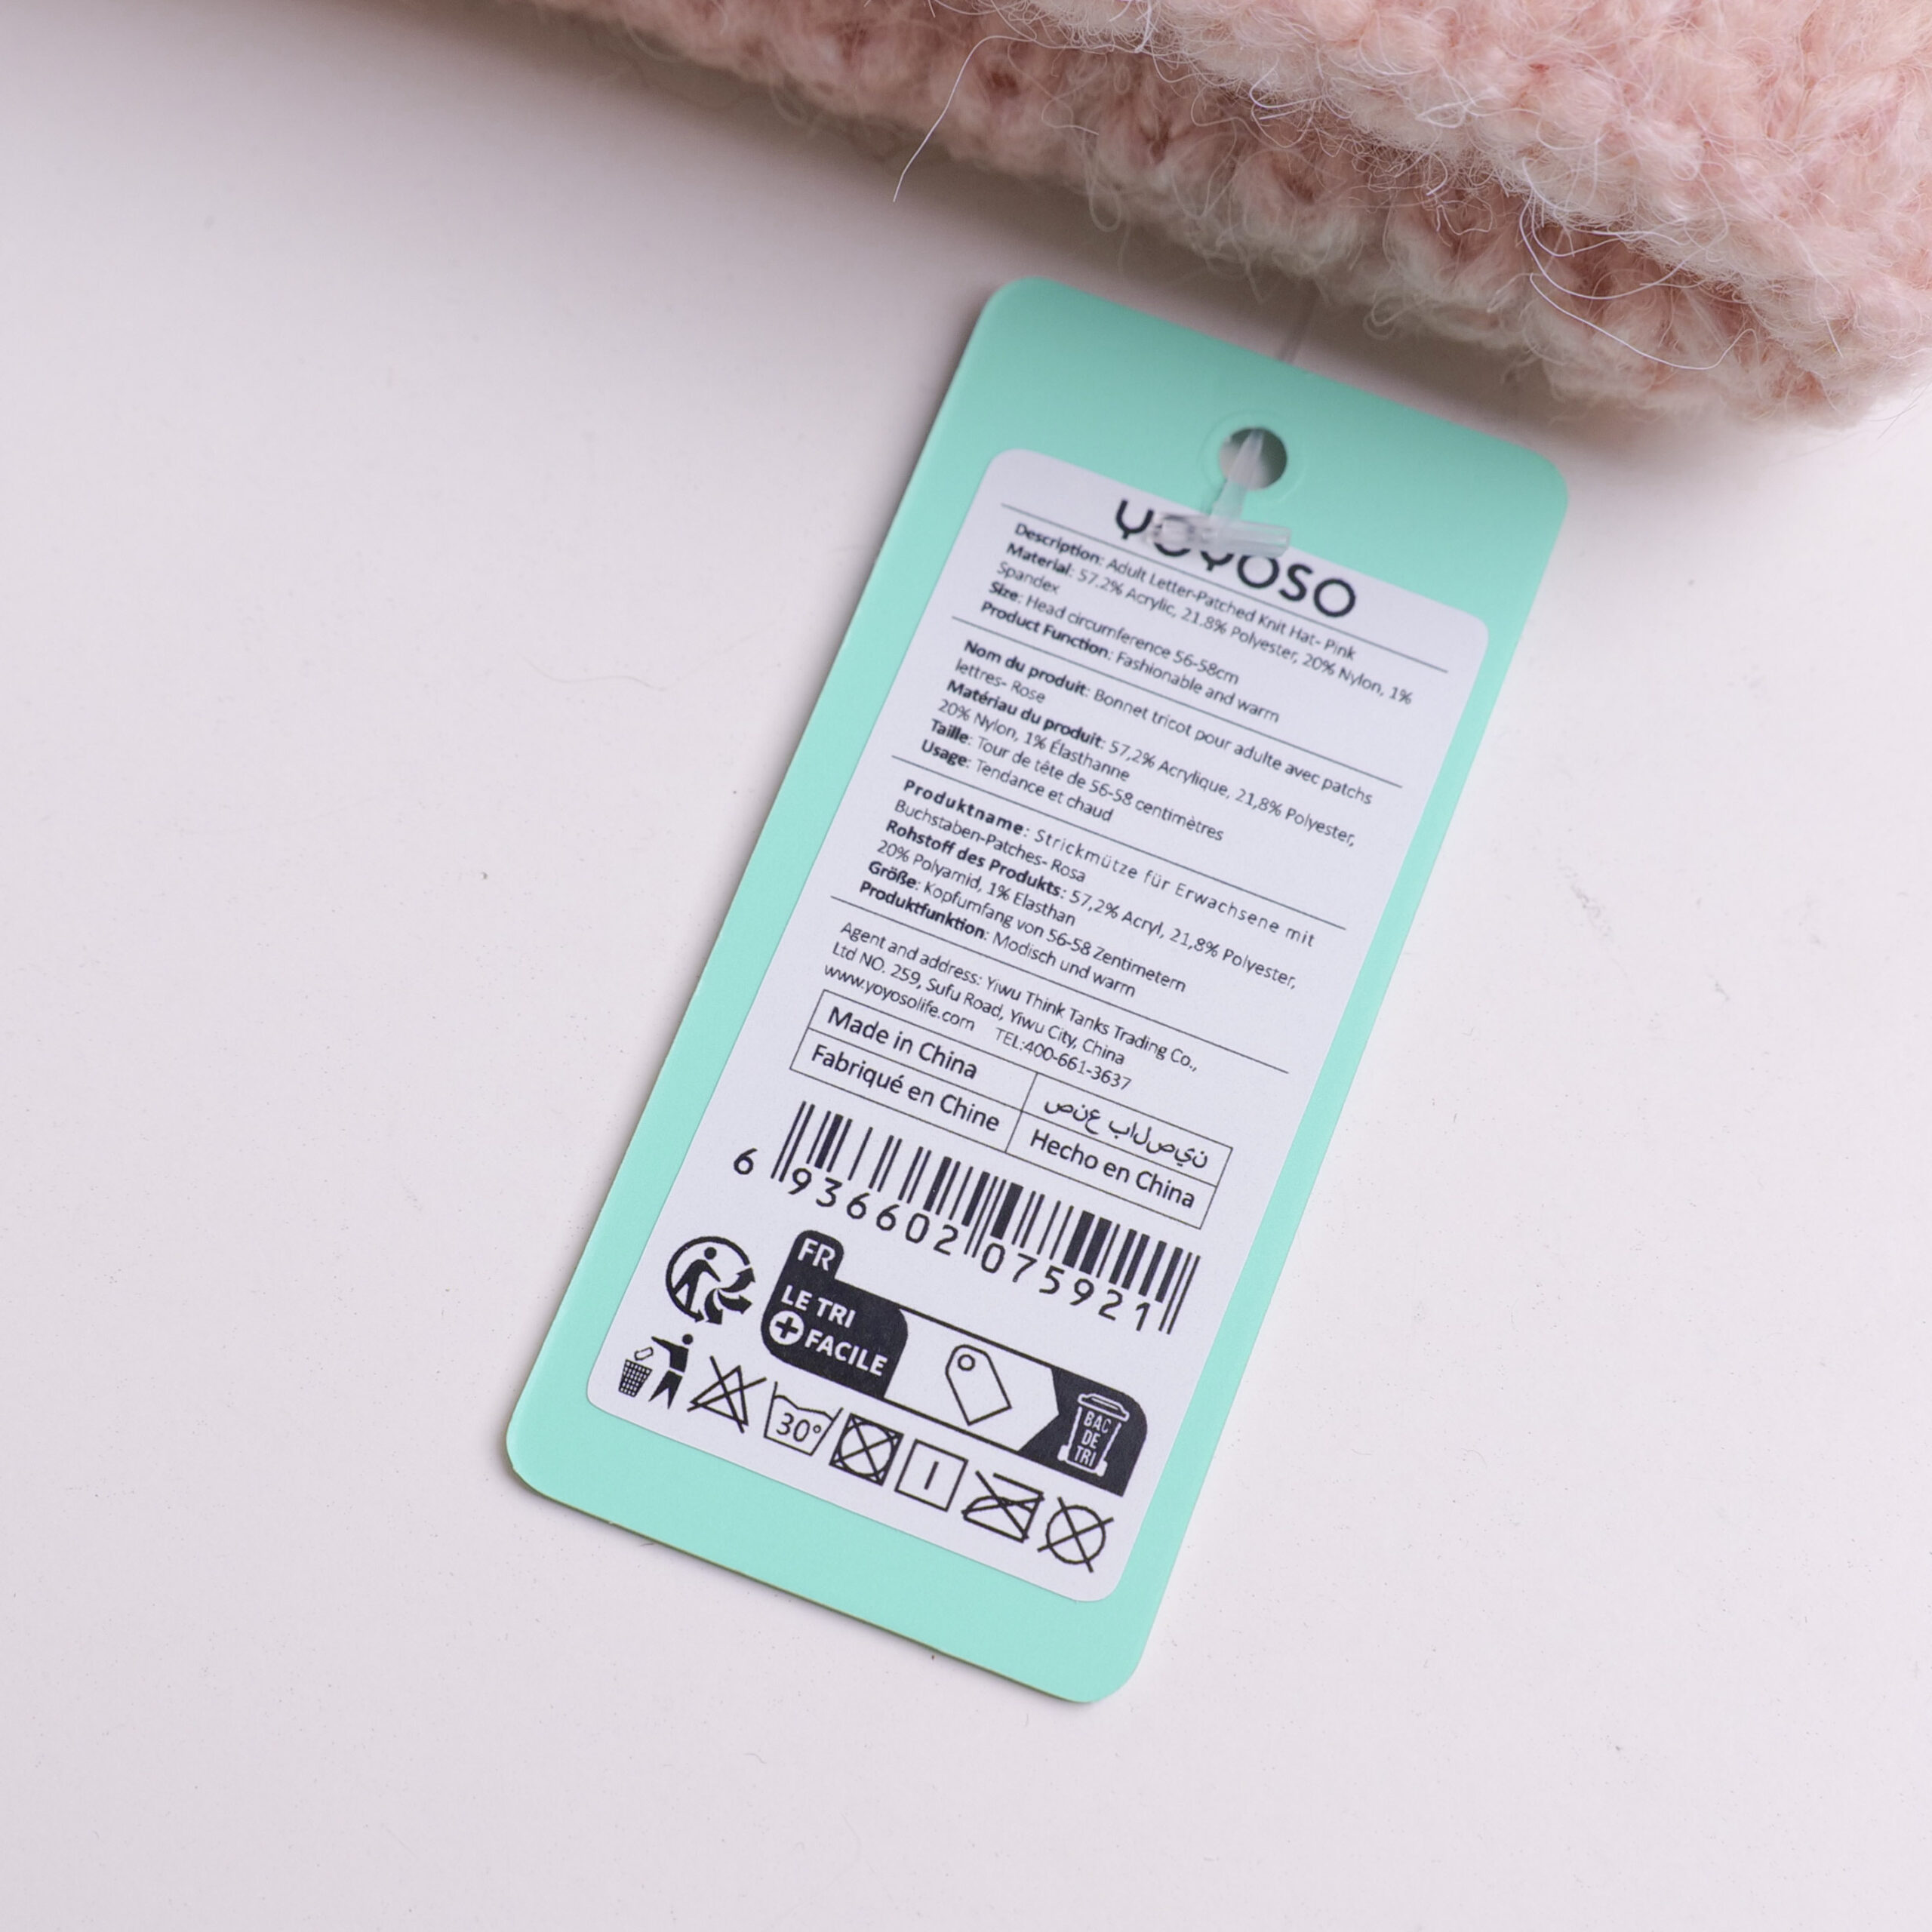 YOYOSO
Description: Adult Letter-Patched Knit Hat- Pink
Material: 57.2% Acrylic, 21.8% Polyester, 20% Nylon, 1%
Spandex
Size: Head circumference 56-58cm
Product Function: Fashionable and warm
Nom du produit: Bonnet tricot pour adulte avec patchs
lettres- Rose
Matériau du produit: 57,2% Acrylique, 21,8% Polyester,
20% Nylon, 1% Élasthanne
Taille: Tour de tête de 56-58 centimètres
Usage: Tendance et chaud
Produktname: Strickmütze für Erwachsene mit
Buchstaben-Patches- Rosa
Rohstoff des Produkts: 57,2% Acryl, 21,8% Polyester,
20% Polyamid, 1% Elasthan
Größe: Kopfumfang von 56-58 Zentimetern
Produktfunktion: Modisch und warm
Agent and address: Yiwu Think Tanks Trading Co.,
Ltd NO. 259, Sufu Road, Yiwu City, China
www.yoyosolife.com TEL:400-661-3637
Made in China
صنع بالصين
Fabriqué en Chine
Hecho en China
6 936602 075921
FR
LE TRI
+ FACILE
BAC
DE
TRI
30°